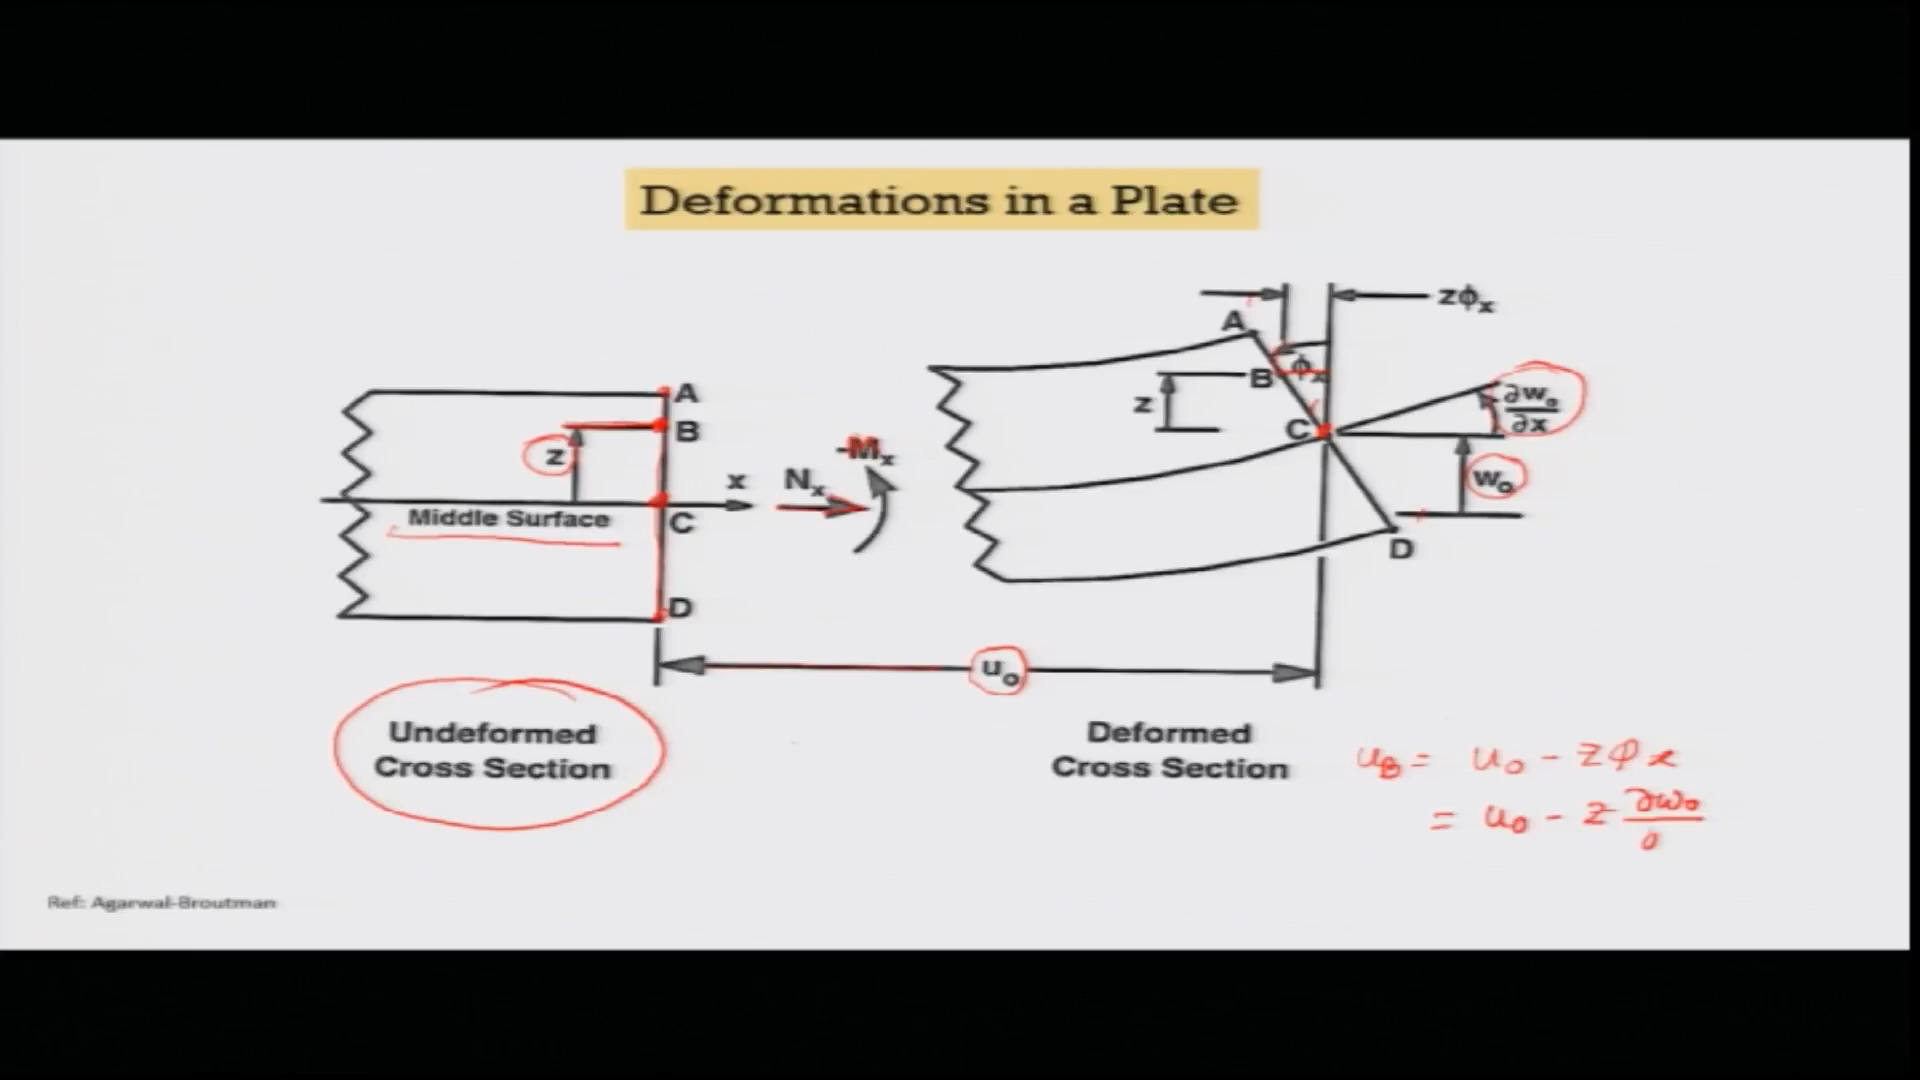 Deformations in a Plate
zϕx
A
ϕx
B
z
C
∂w₀
∂x
w₀
D
A
B
z
x
C
Middle Surface
D
Nx
-Mx
u₀
Undeformed
Cross Section
Deformed
Cross Section
u_B = u₀ - zϕx
= u₀ - z ∂w₀
Ref: Agarwal-Broutman